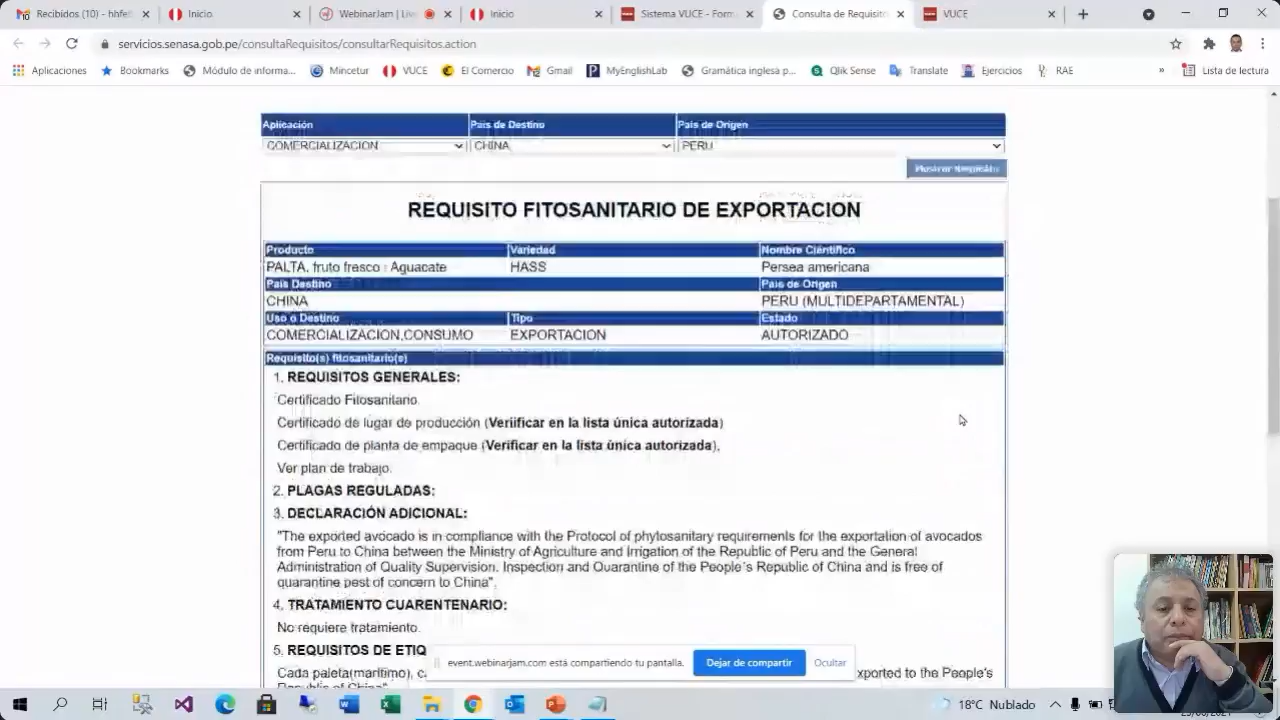 Recibidos (10) - hhfe
Inicio
WebinarJam | Live
Inicio
Sistema VUCE - Form
Consulta de Requisito
VUCE
servicios.senasa.gob.pe/consultaRequisitos/consultarRequisitos.action
Aplicaciones
Bookmarks
Módulo de informa...
Mincetur
VUCE
El Comercio
Gmail
MyEnglishLab
Gramática inglesa p...
Qlik Sense
Translate
Ejercicios
RAE
»
Lista de lectura
Aplicación País de Destino País de Origen
COMERCIALIZACION CHINA PERU
Mostrar Requisito
REQUISITO FITOSANITARIO DE EXPORTACION
Producto Variedad Nombre Científico
PALTA, fruto fresco : Aguacate HASS Persea americana
País Destino País de Origen
CHINA PERU (MULTIDEPARTAMENTAL)
Uso o Destino Tipo Estado
COMERCIALIZACION,CONSUMO EXPORTACION AUTORIZADO
Requisito(s) fitosanitario(s)
1. REQUISITOS GENERALES:
Certificado Fitosanitario.
Certificado de lugar de producción (Veriificar en la lista única autorizada)
Certificado de planta de empaque (Verificar en la lista única autorizada).
Ver plan de trabajo.
2. PLAGAS REGULADAS:
3. DECLARACIÓN ADICIONAL:
"The exported avocado is in compliance with the Protocol of phytosanitary requirements for the exportation of avocados
from Peru to China between the Ministry of Agriculture and Irrigation of the Republic of Peru and the General
Administration of Quality Supervision, Inspection and Quarantine of the People's Republic of China and is free of
quarantine pest of concern to China".
4. TRATAMIENTO CUARENTENARIO:
No requiere tratamiento.
5. REQUISITOS DE ETIQ
Cada paleta(marítimo), c xported to the People's
Republic of China"
event.webinarjam.com está compartiendo tu pantalla.
Dejar de compartir
Ocultar
18°C Nublado